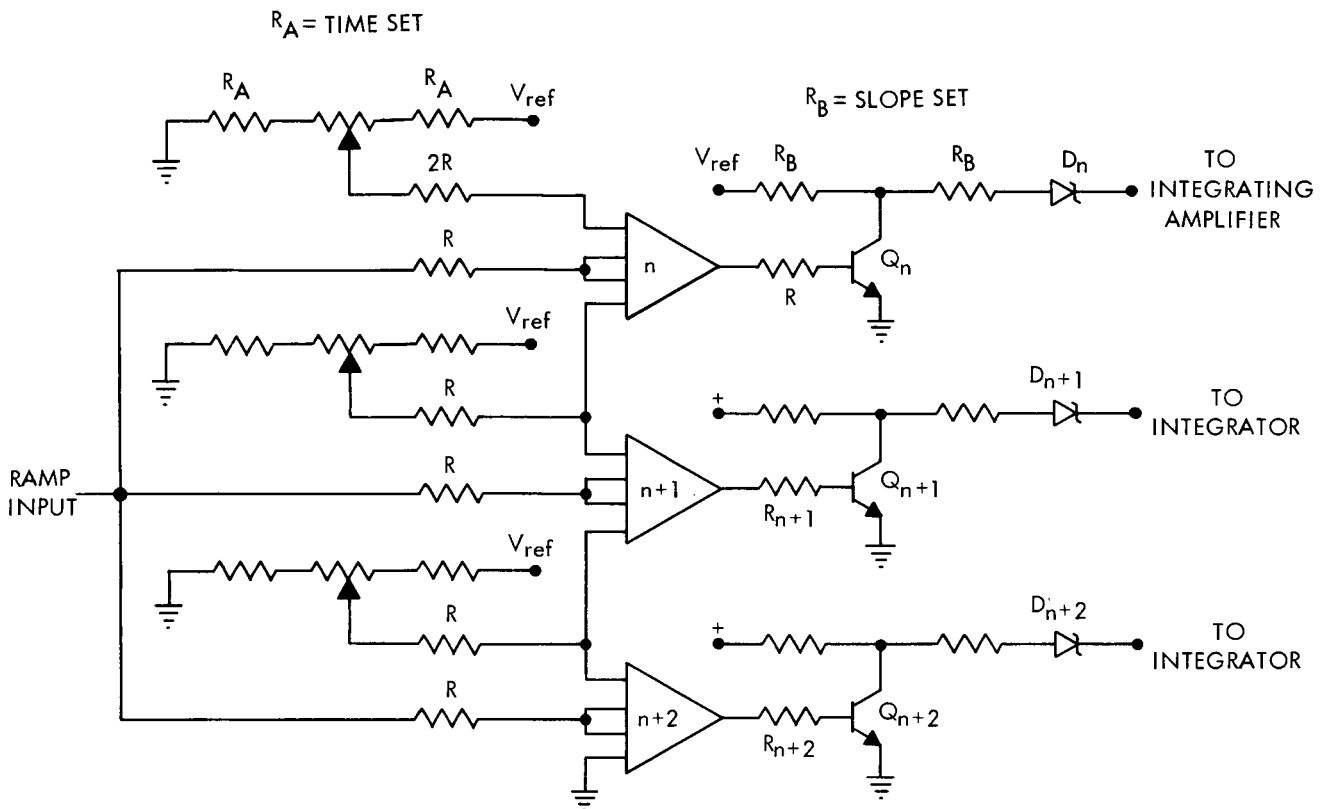 R_A = TIME SET
R_A
R_A
V_ref
R_B = SLOPE SET
2R
V_ref
R_B
R_B
D_n
TO
INTEGRATING
AMPLIFIER
R
n
R
Q_n
V_ref
R
+
D_n+1
TO
INTEGRATOR
RAMP
INPUT
R
n+1
R_n+1
Q_n+1
V_ref
R
+
D_n+2
TO
INTEGRATOR
R
n+2
R_n+2
Q_n+2